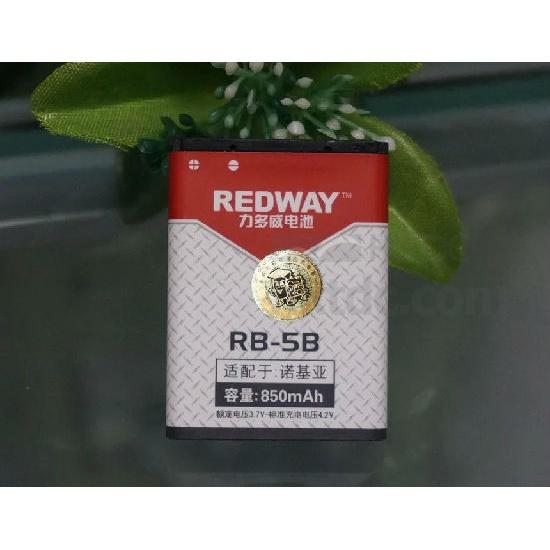 REDWAY™
力多威电池
RB-5B
适配于:诺基亚
容量:850mAh
额定电压3.7V-标准充电电压4.2V